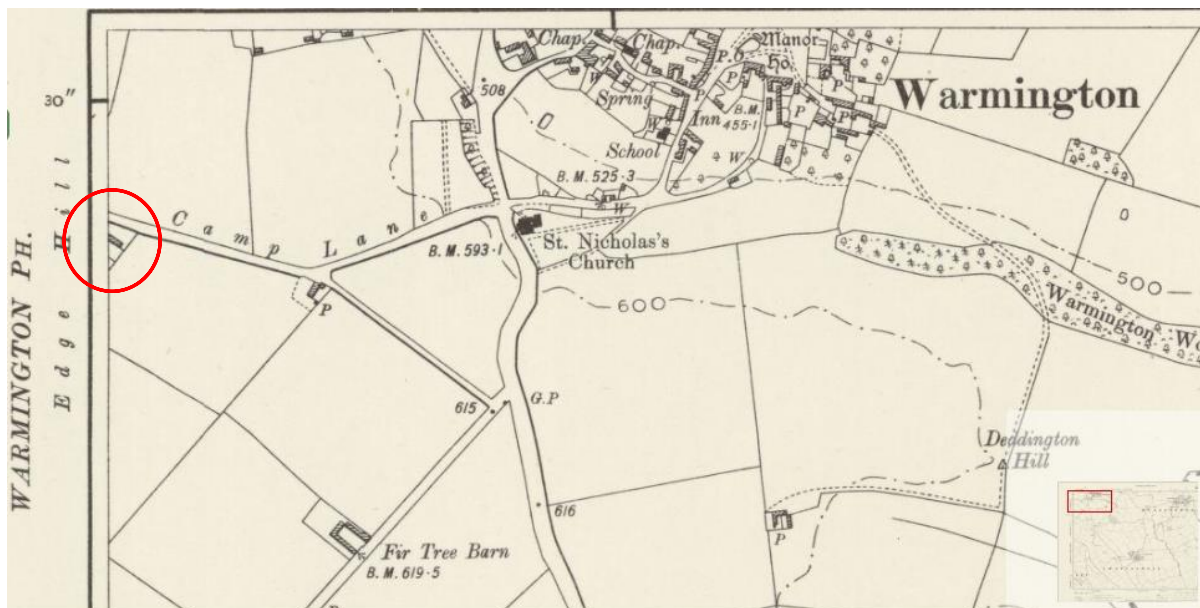 Chap.
Chap.
Manor
Ho.
P.O
P
P
P
P
P
P
30"
508
W
Spring
W
Inn
B.M.
455·1
Warmington
School
W
B.M. 525·3
W
Camp Lane
B.M. 593·1
St. Nicholas's
Church
WARMINGTON PH.
Edge Hill
600
500
Warmington
Wo
P
615
G.P
Deddington
Hill
616
P
Fir Tree Barn
B.M. 619·5